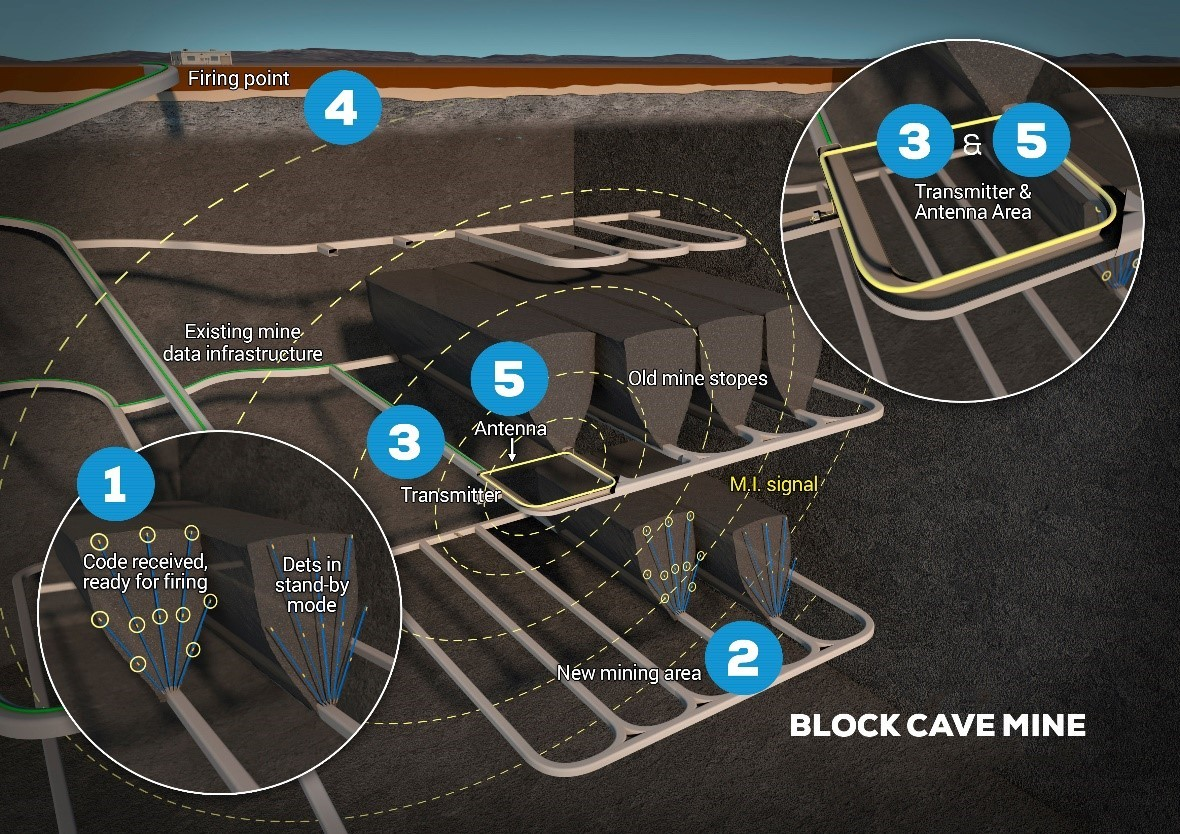 Firing point
4
3 & 5
Transmitter &
Antenna Area
Existing mine
data infrastructure
5
Antenna
Old mine stopes
3
Transmitter
M.I. signal
1
Code received,
ready for firing
Dets in
stand-by
mode
New mining area
2
BLOCK CAVE MINE